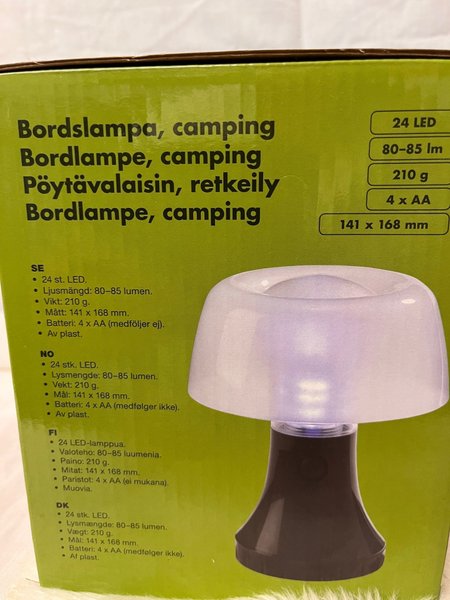 Bordslampa, camping
Bordlampe, camping
Pöytävalaisin, retkeily
Bordlampe, camping
24 LED
80–85 lm
210 g
4 x AA
141 x 168 mm
SE
• 24 st. LED.
• Ljusmängd: 80–85 lumen.
• Vikt: 210 g.
• Mått: 141 x 168 mm.
• Batteri: 4 x AA (medföljer ej).
• Av plast.
NO
• 24 stk. LED.
• Lysmengde: 80–85 lumen.
• Vekt: 210 g.
• Mål: 141 x 168 mm.
• Batteri: 4 x AA (medfølger ikke).
• Av plast.
FI
• 24 LED-lamppua.
• Valoteho: 80–85 luumenia.
• Paino: 210 g.
• Mitat: 141 x 168 mm.
• Paristot: 4 x AA (ei mukana).
• Muovia.
DK
• 24 stk. LED.
• Lysmængde: 80–85 lumen.
• Vægt: 210 g.
• Mål: 141 x 168 mm.
• Batteri: 4 x AA (medfølger ikke).
• Af plast.